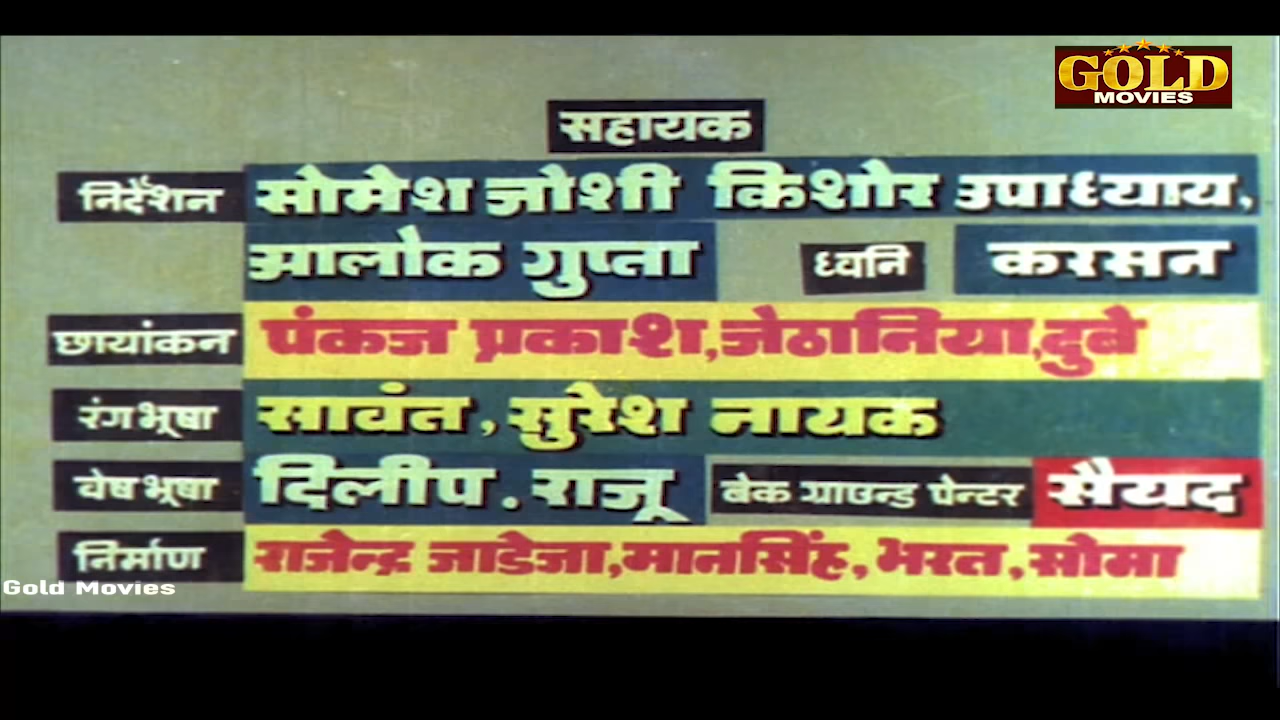 GOLD
MOVIES
सहायक
निर्देशन सोमेश जोशी किशोर उपाध्याय,
आलोक गुप्ता ध्वनि करसन
छायांकन पंकज प्रकाश,जेठानिया,दुबे
रंगभूषा सावंत, सुरेश नायक
वेषभूषा दिलीप. राजू बेक ग्राउन्ड पेन्टर सैयद
निर्माण राजेन्द्र जाडेजा,मानसिंह, भरत, सोमा
Gold Movies